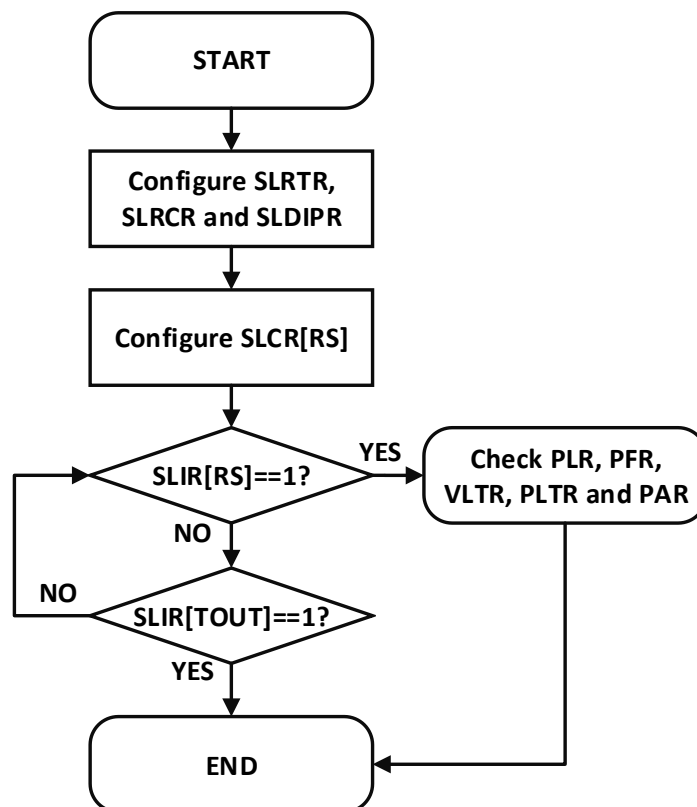 START
Configure SLRTR,
SLRCR and SLDIPR
Configure SLCR[RS]
SLIR[RS]==1?
YES
Check PLR, PFR,
VLTR, PLTR and PAR
NO
NO
SLIR[TOUT]==1?
YES
END